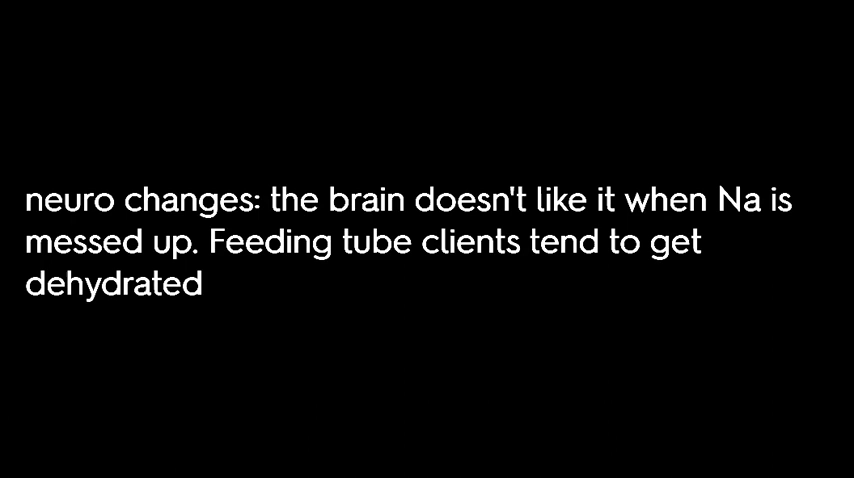 neuro changes: the brain doesn't like it when Na is
messed up. Feeding tube clients tend to get
dehydrated